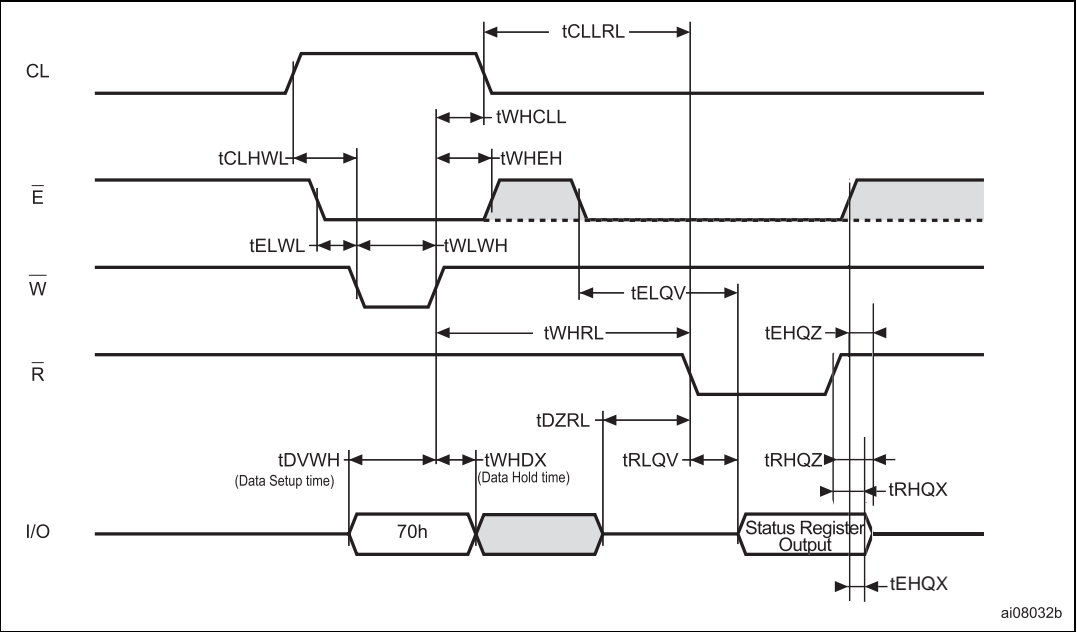 tCLLRL
CL
tWHCLL
tCLHWL
tWHEH
E
tELWL
tWLWH
W
tELQV
tWHRL
tEHQZ
R
tDZRL
tDVWH
(Data Setup time)
tWHDX
(Data Hold time)
tRLQV
tRHQZ
tRHQX
I/O
70h
Status Register
Output
tEHQX
ai08032b